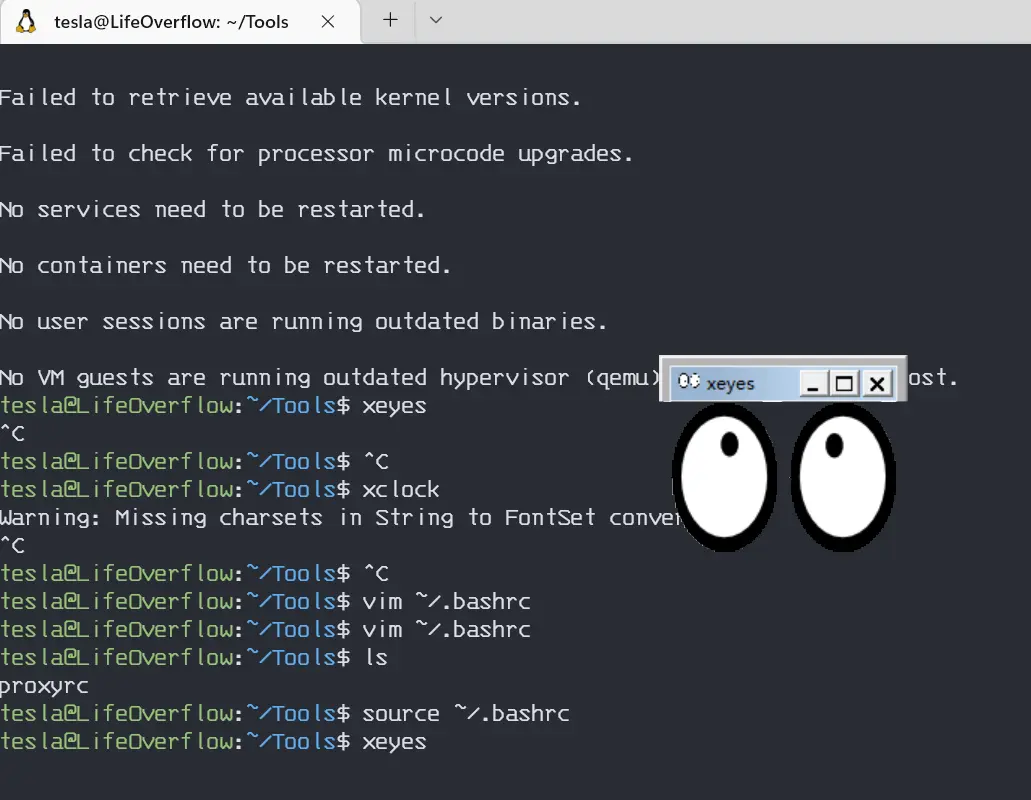 tesla@LifeOverflow: ~/Tools
Failed to retrieve available kernel versions.
Failed to check for processor microcode upgrades.
No services need to be restarted.
No containers need to be restarted.
No user sessions are running outdated binaries.
No VM guests are running outdated hypervisor (qemu) ost.
xeyes
tesla@LifeOverflow:~/Tools$ xeyes
^C
tesla@LifeOverflow:~/Tools$ ^C
tesla@LifeOverflow:~/Tools$ xclock
Warning: Missing charsets in String to FontSet conver
^C
tesla@LifeOverflow:~/Tools$ ^C
tesla@LifeOverflow:~/Tools$ vim ~/.bashrc
tesla@LifeOverflow:~/Tools$ vim ~/.bashrc
tesla@LifeOverflow:~/Tools$ ls
proxyrc
tesla@LifeOverflow:~/Tools$ source ~/.bashrc
tesla@LifeOverflow:~/Tools$ xeyes